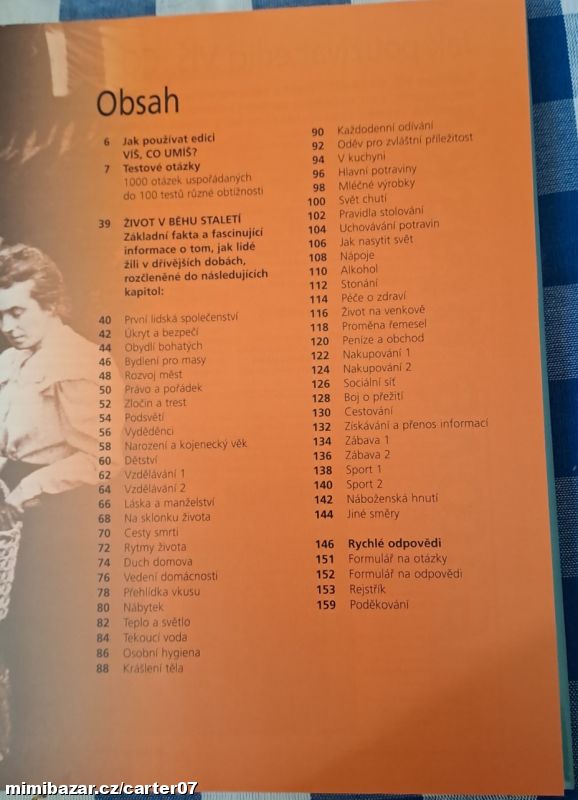 Obsah
6 Jak používat edici
VÍŠ, CO UMÍŠ?
7 Testové otázky
1000 otázek uspořádaných
do 100 testů různé obtížnosti
39 ŽIVOT V BĚHU STALETÍ
Základní fakta a fascinující
informace o tom, jak lidé
žili v dřívějších dobách,
rozčleněné do následujících
kapitol:
40 První lidská společenství
42 Úkryt a bezpečí
44 Obydlí bohatých
46 Bydlení pro masy
48 Rozvoj měst
50 Právo a pořádek
52 Zločin a trest
54 Podsvětí
56 Vyděděnci
58 Narození a kojenecký věk
60 Dětství
62 Vzdělávání 1
64 Vzdělávání 2
66 Láska a manželství
68 Na sklonku života
70 Cesty smrti
72 Rytmy života
74 Duch domova
76 Vedení domácnosti
78 Přehlídka vkusu
80 Nábytek
82 Teplo a světlo
84 Tekoucí voda
86 Osobní hygiena
88 Krášlení těla
90 Každodenní odívání
92 Oděv pro zvláštní příležitost
94 V kuchyni
96 Hlavní potraviny
98 Mléčné výrobky
100 Svět chutí
102 Pravidla stolování
104 Uchovávání potravin
106 Jak nasytit svět
108 Nápoje
110 Alkohol
112 Stonání
114 Péče o zdraví
116 Život na venkově
118 Proměna řemesel
120 Peníze a obchod
122 Nakupování 1
124 Nakupování 2
126 Sociální síť
128 Boj o přežití
130 Cestování
132 Získávání a přenos informací
134 Zábava 1
136 Zábava 2
138 Sport 1
140 Sport 2
142 Náboženská hnutí
144 Jiné směry
146 Rychlé odpovědi
151 Formulář na otázky
152 Formulář na odpovědi
153 Rejstřík
159 Poděkování
mimibazar.cz/carter07